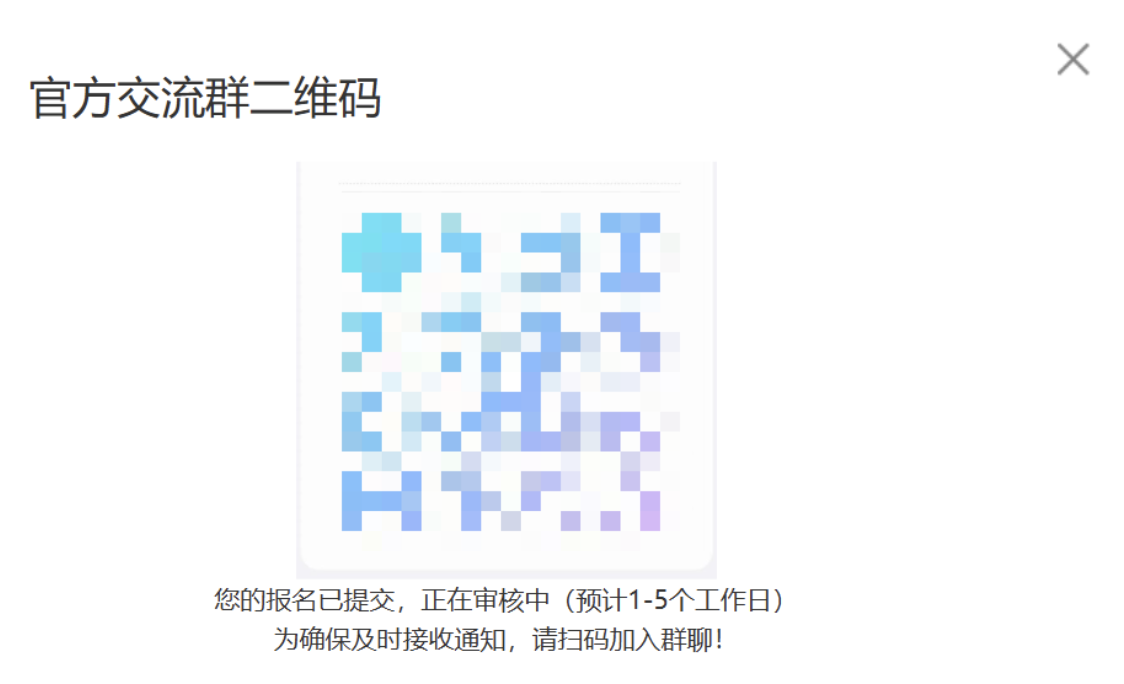 官方交流群二维码
您的报名已提交，正在审核中（预计1-5个工作日）
为确保及时接收通知，请扫码加入群聊！